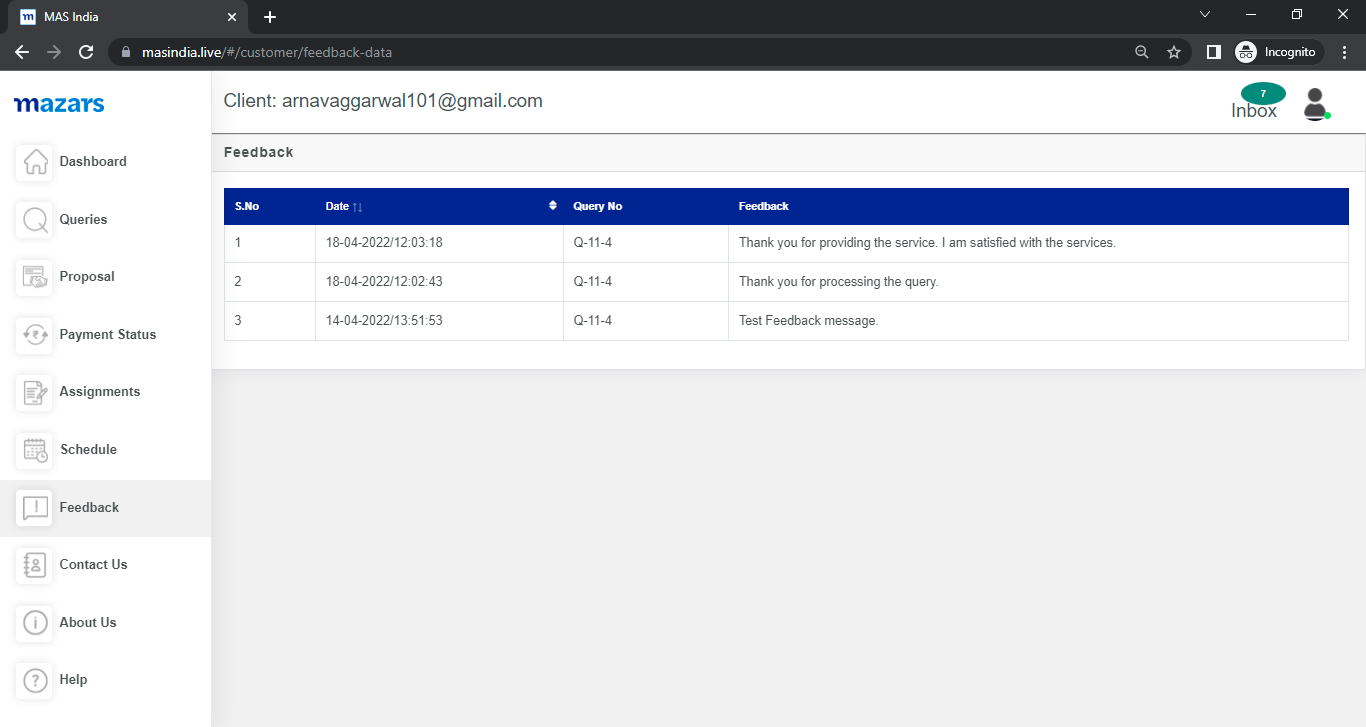 MAS India
masindia.live/#/customer/feedback-data
Incognito
mazars
Client: arnavaggarwal101@gmail.com
7
Inbox
Dashboard
Queries
Proposal
Payment Status
Assignments
Schedule
Feedback
Contact Us
About Us
Help
Feedback
S.No Date ↑↓ Query No Feedback
1 18-04-2022/12:03:18 Q-11-4 Thank you for providing the service. I am satisfied with the services.
2 18-04-2022/12:02:43 Q-11-4 Thank you for processing the query.
3 14-04-2022/13:51:53 Q-11-4 Test Feedback message.